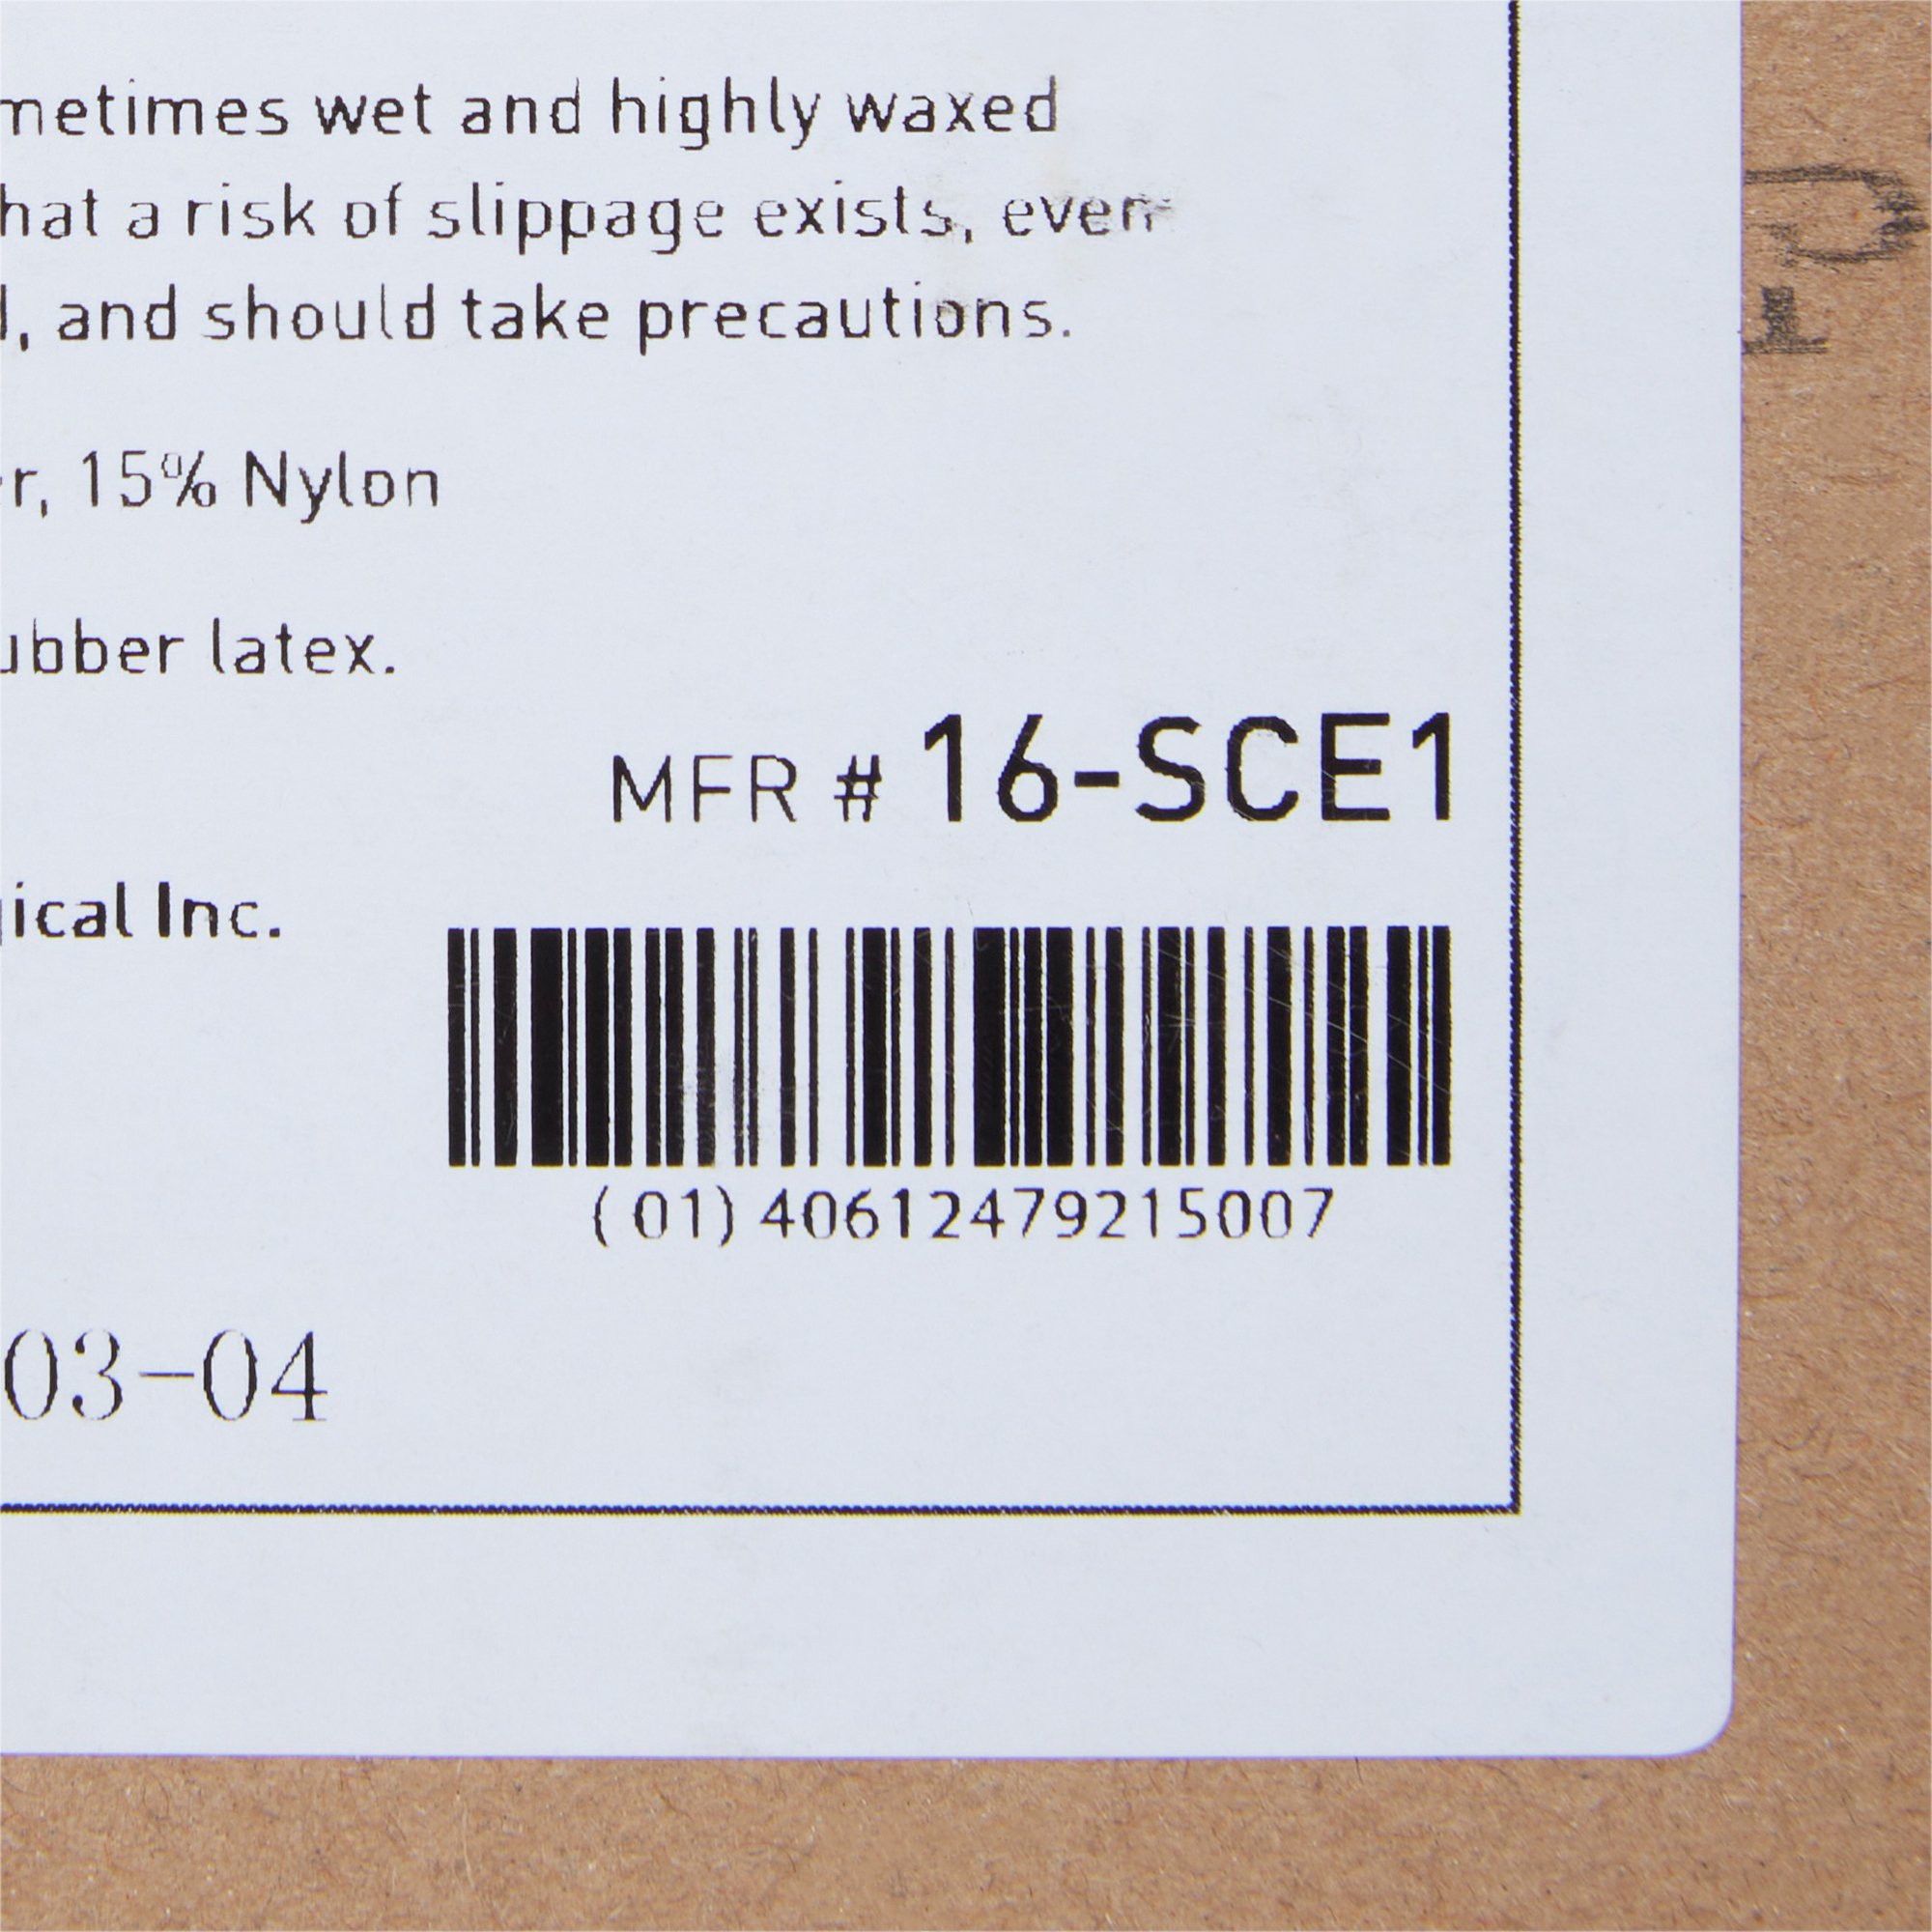 metimes wet and highly waxed
hat a risk of slippage exists, even
, and should take precautions.
r, 15% Nylon
ubber latex.
MFR # 16-SCE1
ical Inc.
(01)40612479215007
03-04